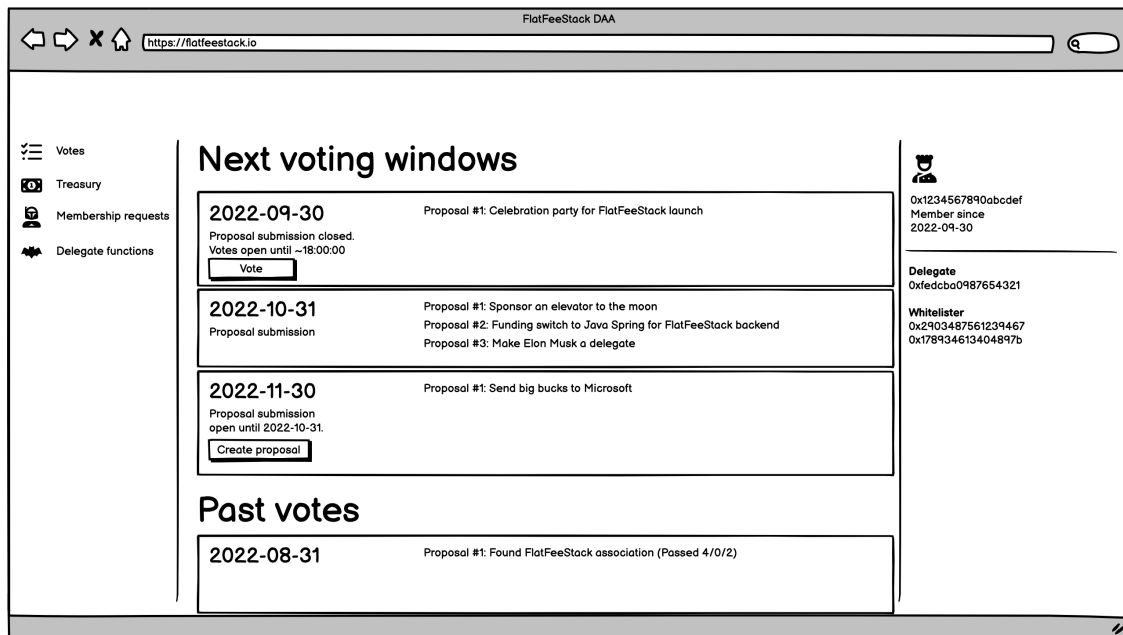 FlatFeeStack DAA
https://flatfeestack.io
Votes
Treasury
Membership requests
Delegate functions
Next voting windows
2022-09-30
Proposal submission closed.
Votes open until ~18:00:00
Vote
Proposal #1: Celebration party for FlatFeeStack launch
2022-10-31
Proposal submission
Proposal #1: Sponsor an elevator to the moon
Proposal #2: Funding switch to Java Spring for FlatFeeStack backend
Proposal #3: Make Elon Musk a delegate
2022-11-30
Proposal submission
open until 2022-10-31.
Create proposal
Proposal #1: Send big bucks to Microsoft
Past votes
2022-08-31
Proposal #1: Found FlatFeeStack association (Passed 4/0/2)
0x1234567890abcdef
Member since
2022-09-30
Delegate
0xfedcba0987654321
Whitelister
0x2903487561239467
0x178934613404897b